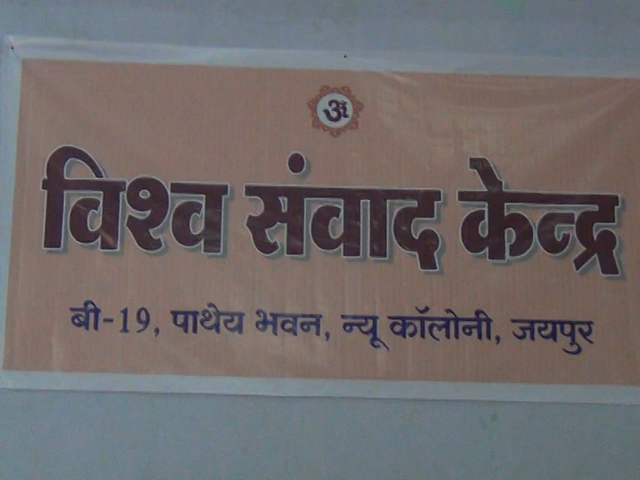 ॐ
विश्व संवाद केन्द्र
बी-19, पाथेय भवन, न्यू कॉलोनी, जयपुर